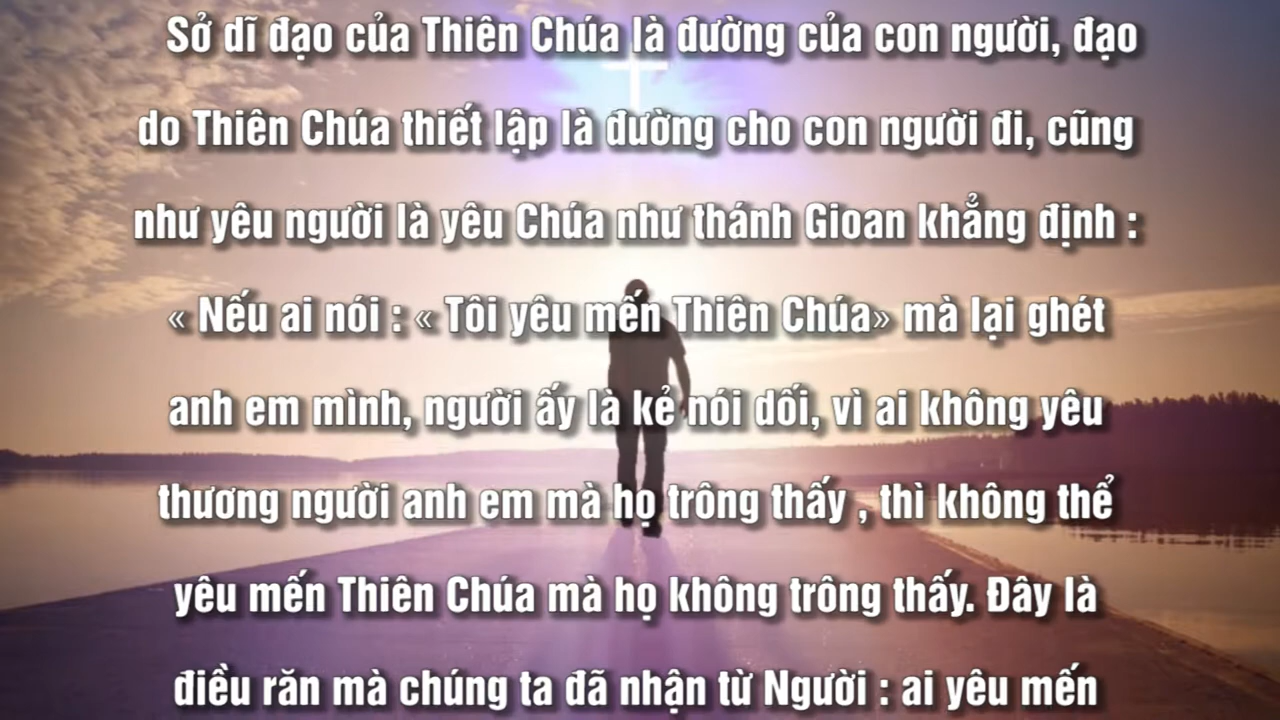 Sở dĩ đạo của Thiên Chúa là đường của con người, đạo
do Thiên Chúa thiết lập là đường cho con người đi, cũng
như yêu người là yêu Chúa như thánh Gioan khẳng định :
« Nếu ai nói : « Tôi yêu mến Thiên Chúa» mà lại ghét
anh em mình, người ấy là kẻ nói dối, vì ai không yêu
thương người anh em mà họ trông thấy , thì không thể
yêu mến Thiên Chúa mà họ không trông thấy. Đây là
điều răn mà chúng ta đã nhận từ Người : ai yêu mến